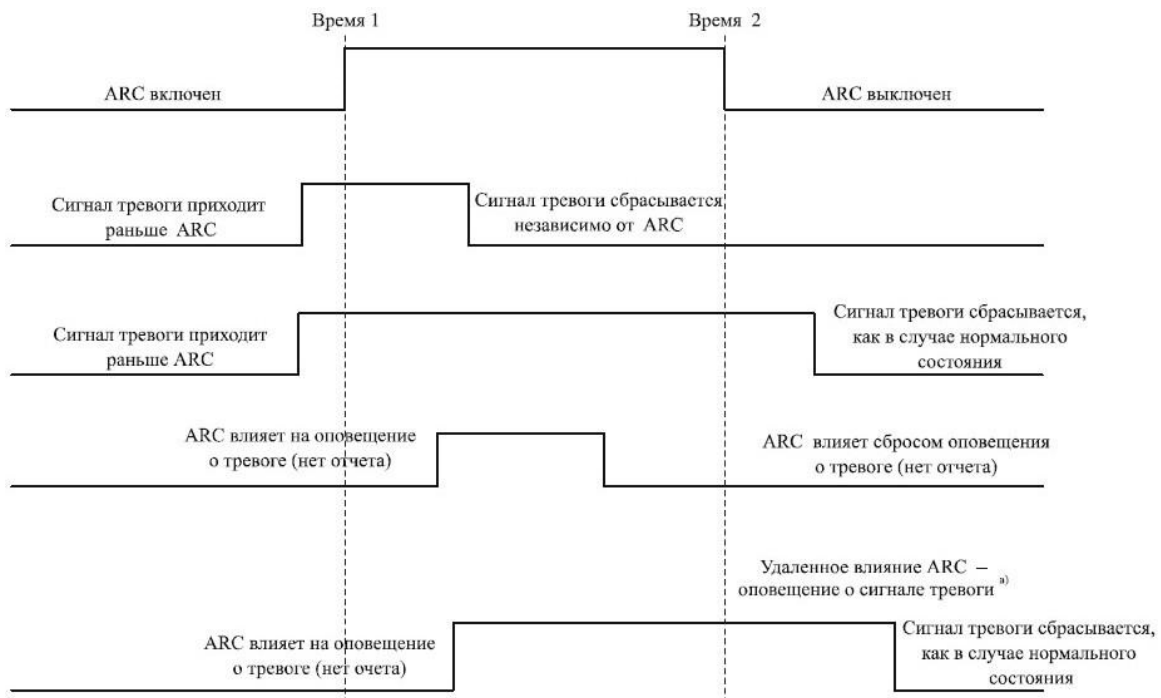 Время 1
Время 2
ARC включен
ARC выключен
Сигнал тревоги приходит
раньше ARC
Сигнал тревоги сбрасывается
независимо от ARC
Сигнал тревоги приходит
раньше ARC
Сигнал тревоги сбрасывается,
как в случае нормального
состояния
ARC влияет на оповещение
о тревоге (нет отчета)
ARC влияет сбросом оповещения
о тревоге (нет отчета)
Удаленное влияние ARC –
оповещение о сигнале тревоги а)
ARC влияет на оповещение
о тревоге (нет очета)
Сигнал тревоги сбрасывается,
как в случае нормального
состояния